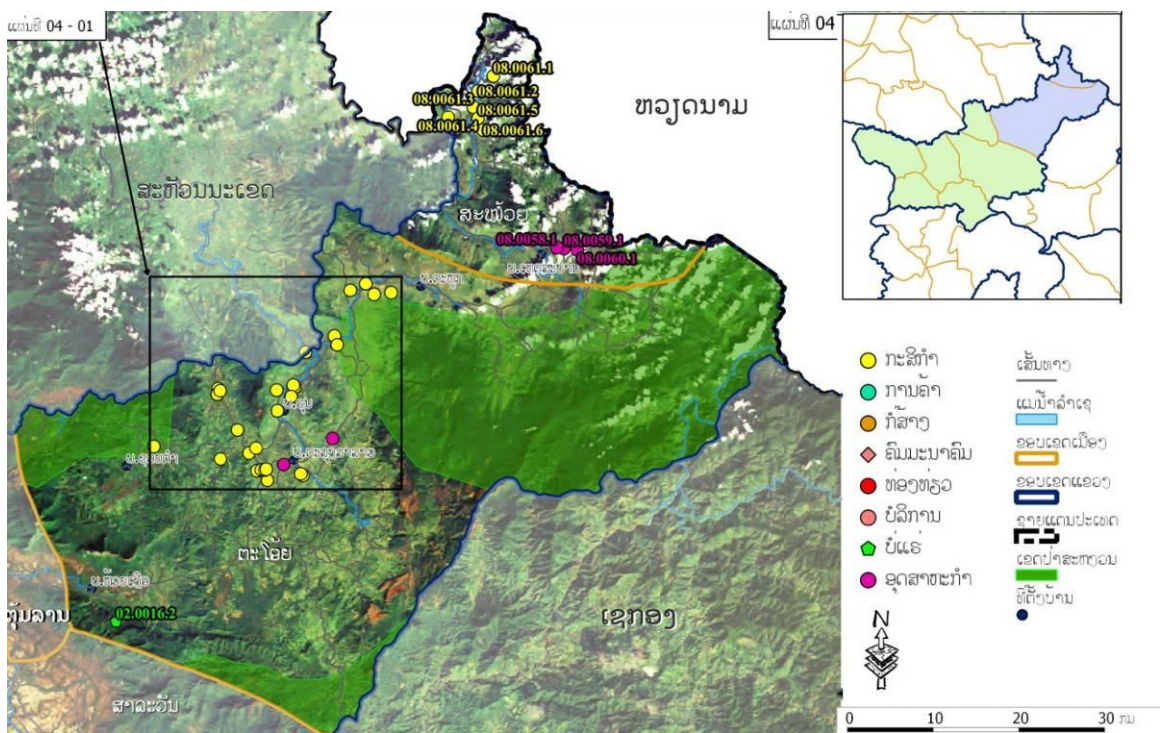 ແຜ່ນທີ 04 - 01
ແຜ່ນທີ 04
08.0061.1
08.0061.2
08.0061.3
08.0061.5
08.0061.4
08.0061.6
ຫວຽດນາມ
ສະຫັວນນະເຂດ
ສະໝ້ວຍ
08.0058.1
08.0059.1
08.0060.1
ຕະໂອ້ຍ
02.0016.2
ຕຸ້ມລານ
ເຊກອງ
ສາລະວັນ
ກະສິກຳ
ການຄ້າ
ກໍ່ສ້າງ
ຄົມມະນາຄົມ
ທ່ອງທ່ຽວ
ບໍລິການ
ບໍ່ແຮ່
ອຸດສາຫະກຳ
ເສັ້ນທາງ
ແມ່ນ້ຳລຳເຊ
ຂອບເຂດເມືອງ
ຂອບເຂດແຂວງ
ຊາຍແດນປະເທດ
ເຂດປ່າສະຫງວນ
ທີ່ຕັ້ງບ້ານ
N
0 10 20 30 ກມ